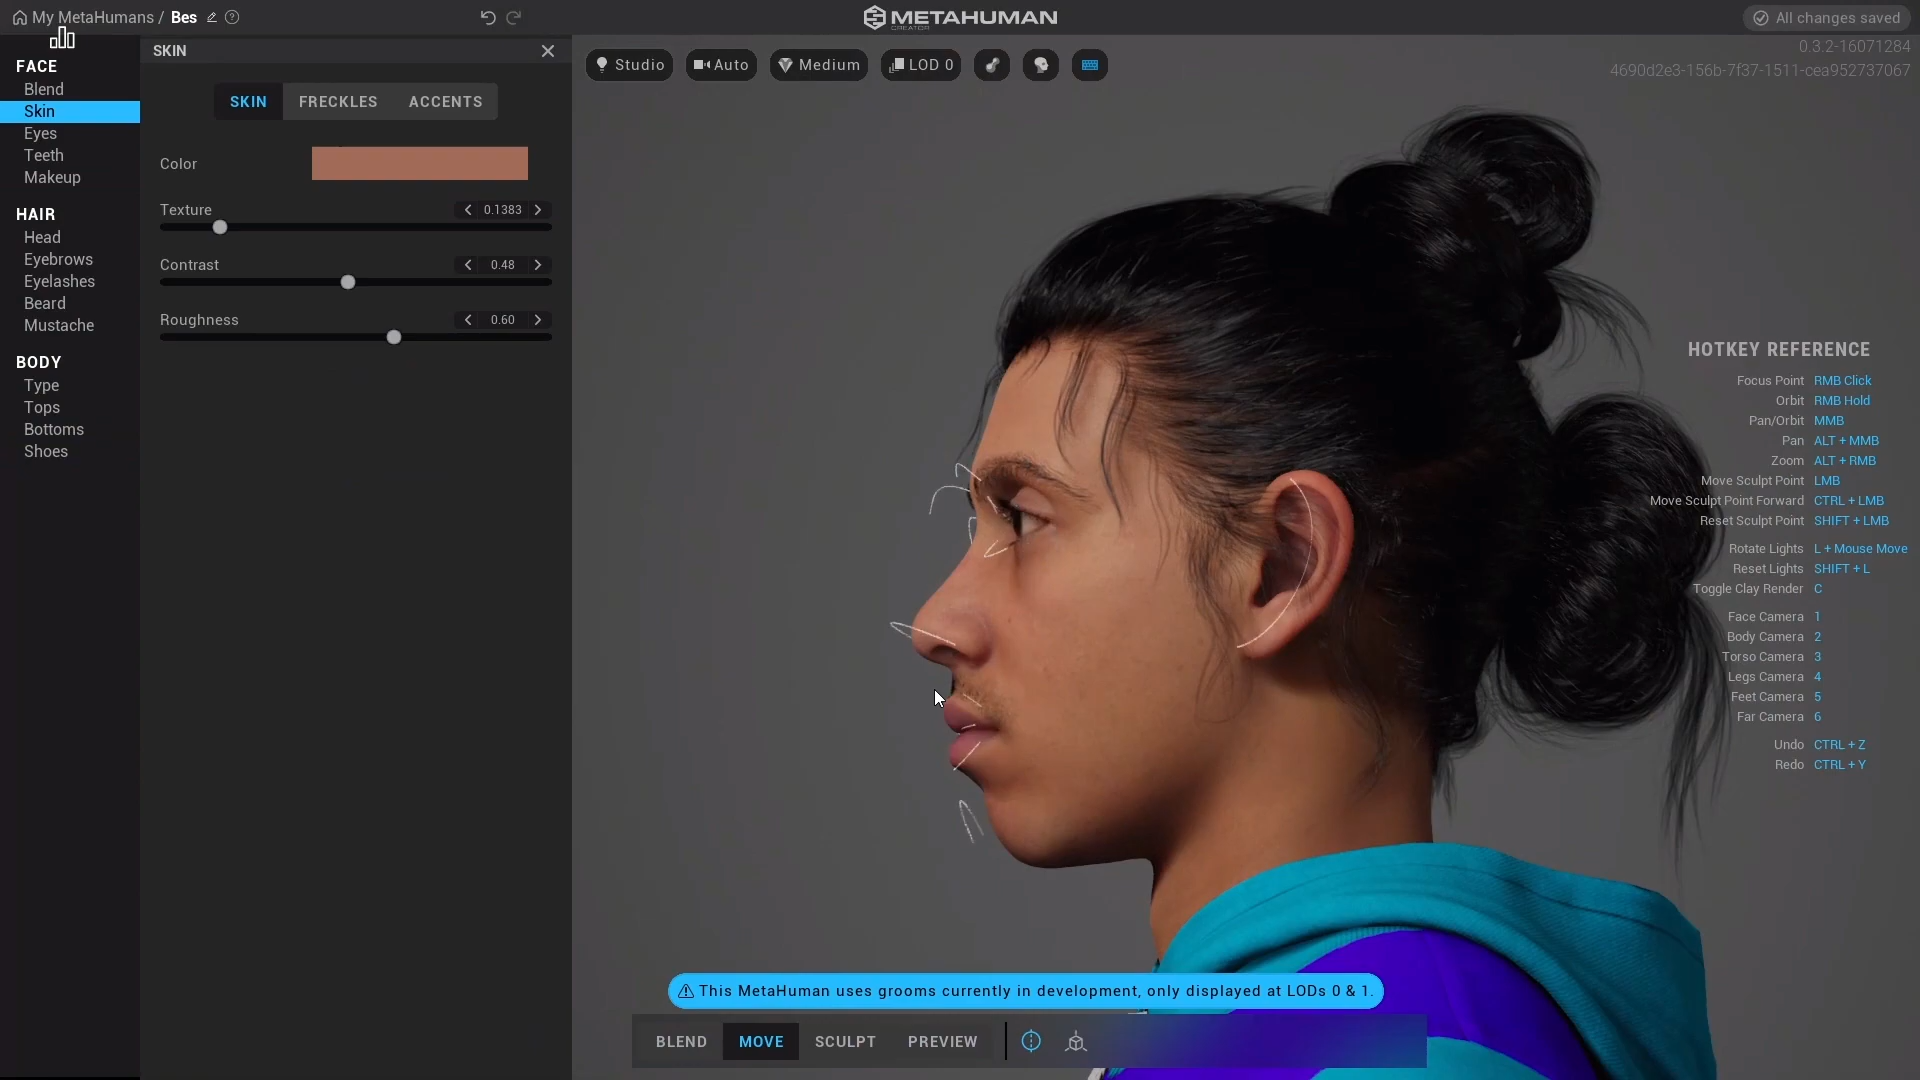 My MetaHumans / Bes
METAHUMAN
CREATOR
All changes saved
0.3.2-16071284
4690d2e3-156b-7f37-1511-cea952737067
FACE
Blend
Skin
Eyes
Teeth
Makeup
HAIR
Head
Eyebrows
Eyelashes
Beard
Mustache
BODY
Type
Tops
Bottoms
Shoes
SKIN
SKIN FRECKLES ACCENTS
Color
Texture 0.1383
Contrast 0.48
Roughness 0.60
Studio Auto Medium LOD 0
HOTKEY REFERENCE
Focus Point RMB Click
Orbit RMB Hold
Pan/Orbit MMB
Pan ALT + MMB
Zoom ALT + RMB
Move Sculpt Point LMB
Move Sculpt Point Forward CTRL + LMB
Reset Sculpt Point SHIFT + LMB
Rotate Lights L + Mouse Move
Reset Lights SHIFT + L
Toggle Clay Render C
Face Camera 1
Body Camera 2
Torso Camera 3
Legs Camera 4
Feet Camera 5
Far Camera 6
Undo CTRL + Z
Redo CTRL + Y
This MetaHuman uses grooms currently in development, only displayed at LODs 0 & 1.
BLEND MOVE SCULPT PREVIEW